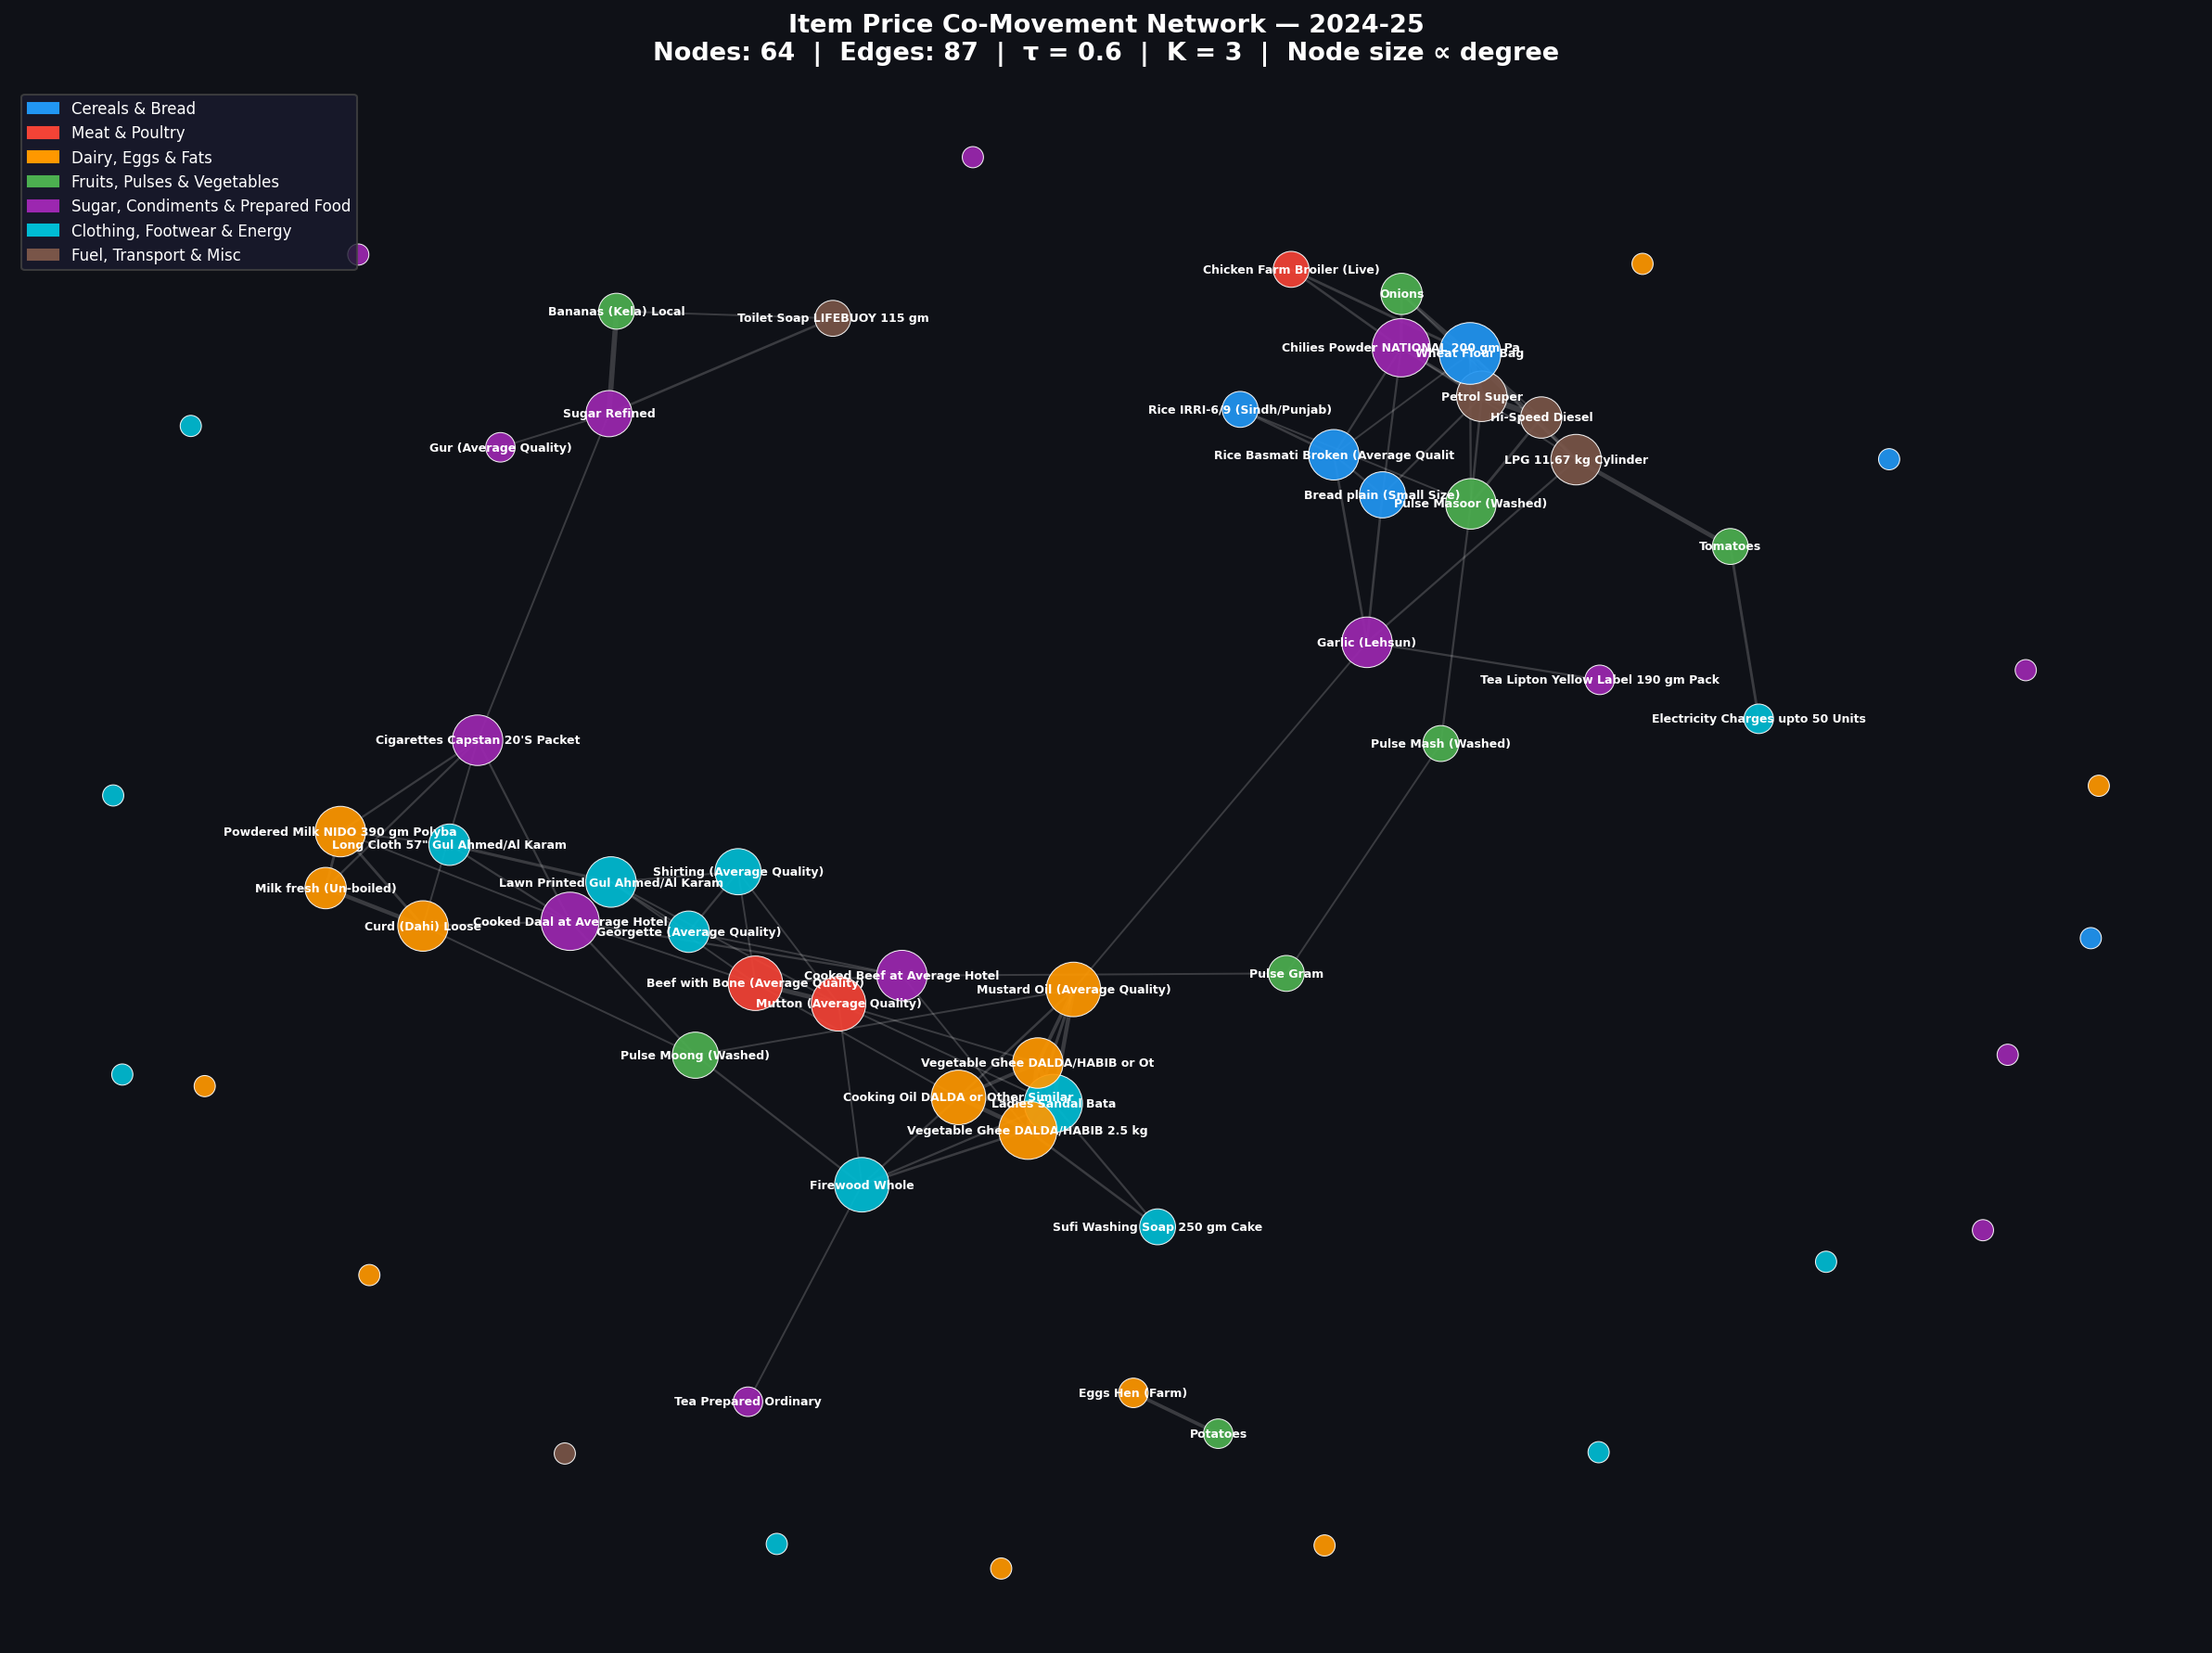 Item Price Co-Movement Network — 2024-25
Nodes: 64 | Edges: 87 | τ = 0.6 | K = 3 | Node size ∝ degree
Cereals & Bread
Meat & Poultry
Dairy, Eggs & Fats
Fruits, Pulses & Vegetables
Sugar, Condiments & Prepared Food
Clothing, Footwear & Energy
Fuel, Transport & Misc
Chicken Farm Broiler (Live)
Onions
Bananas (Kela) Local
Toilet Soap LIFEBUOY 115 gm
Chilies Powder NATIONAL 200 gm Pa
Wheat Flour Bag
Petrol Super
Rice IRRI-6/9 (Sindh/Punjab)
Sugar Refined
Hi-Speed Diesel
Gur (Average Quality)
Rice Basmati Broken (Average Qualit
LPG 11.67 kg Cylinder
Bread plain (Small Size)
Pulse Masoor (Washed)
Tomatoes
Garlic (Lehsun)
Tea Lipton Yellow Label 190 gm Pack
Electricity Charges upto 50 Units
Cigarettes Capstan 20'S Packet
Pulse Mash (Washed)
Powdered Milk NIDO 390 gm Polyba
Long Cloth 57" Gul Ahmed/Al Karam
Shirting (Average Quality)
Lawn Printed Gul Ahmed/Al Karam
Milk fresh (Un-boiled)
Cooked Daal at Average Hotel
Curd (Dahi) Loose
Georgette (Average Quality)
Pulse Gram
Cooked Beef at Average Hotel
Beef with Bone (Average Quality)
Mustard Oil (Average Quality)
Mutton (Average Quality)
Pulse Moong (Washed)
Vegetable Ghee DALDA/HABIB or Ot
Cooking Oil DALDA or Other Similar
Ladies Sandal Bata
Vegetable Ghee DALDA/HABIB 2.5 kg
Firewood Whole
Sufi Washing Soap 250 gm Cake
Eggs Hen (Farm)
Tea Prepared Ordinary
Potatoes